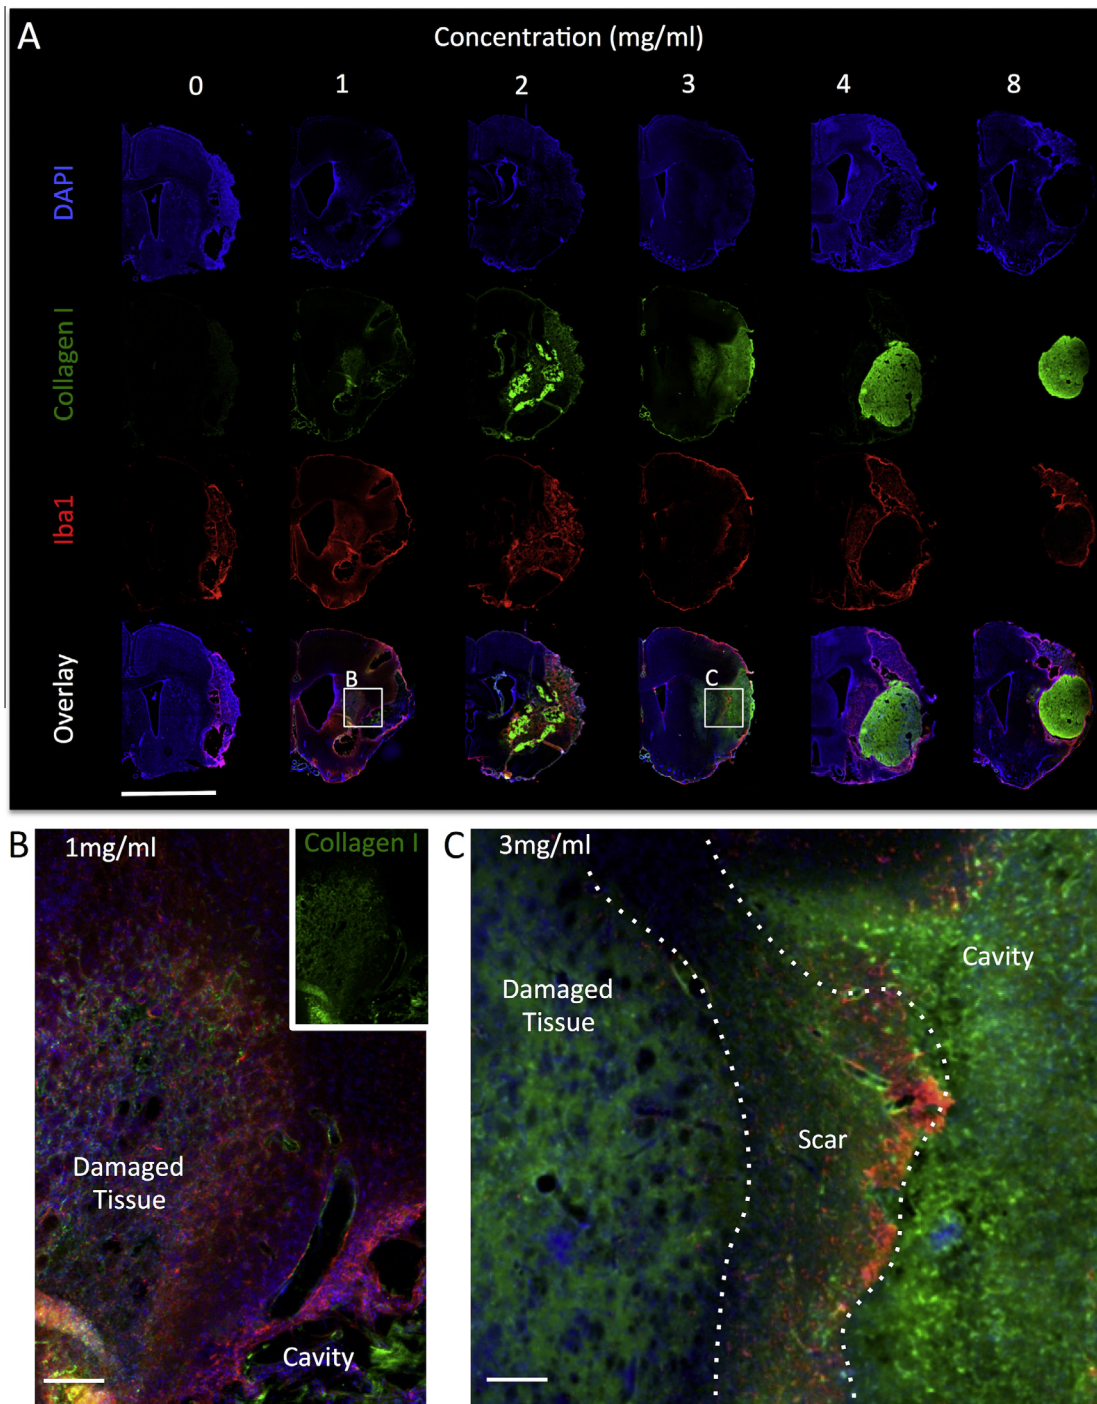 A
Concentration (mg/ml)
0 1 2 3 4 8
DAPI
Collagen I
Iba1
Overlay
B
C
B
1mg/ml
Collagen I
Damaged
Tissue
Cavity
C
3mg/ml
Damaged
Tissue
Scar
Cavity